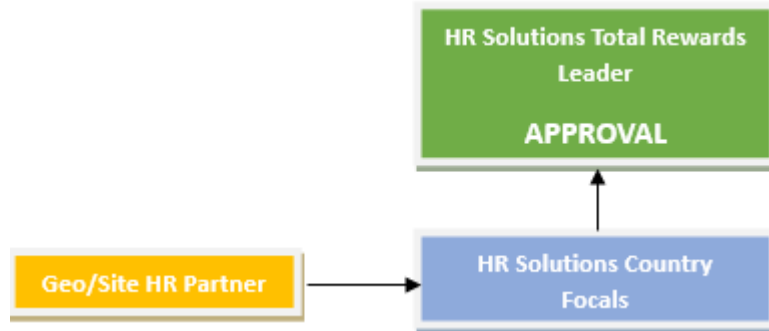 HR Solutions Total Rewards
Leader
APPROVAL
Geo/Site HR Partner
HR Solutions Country
Focals